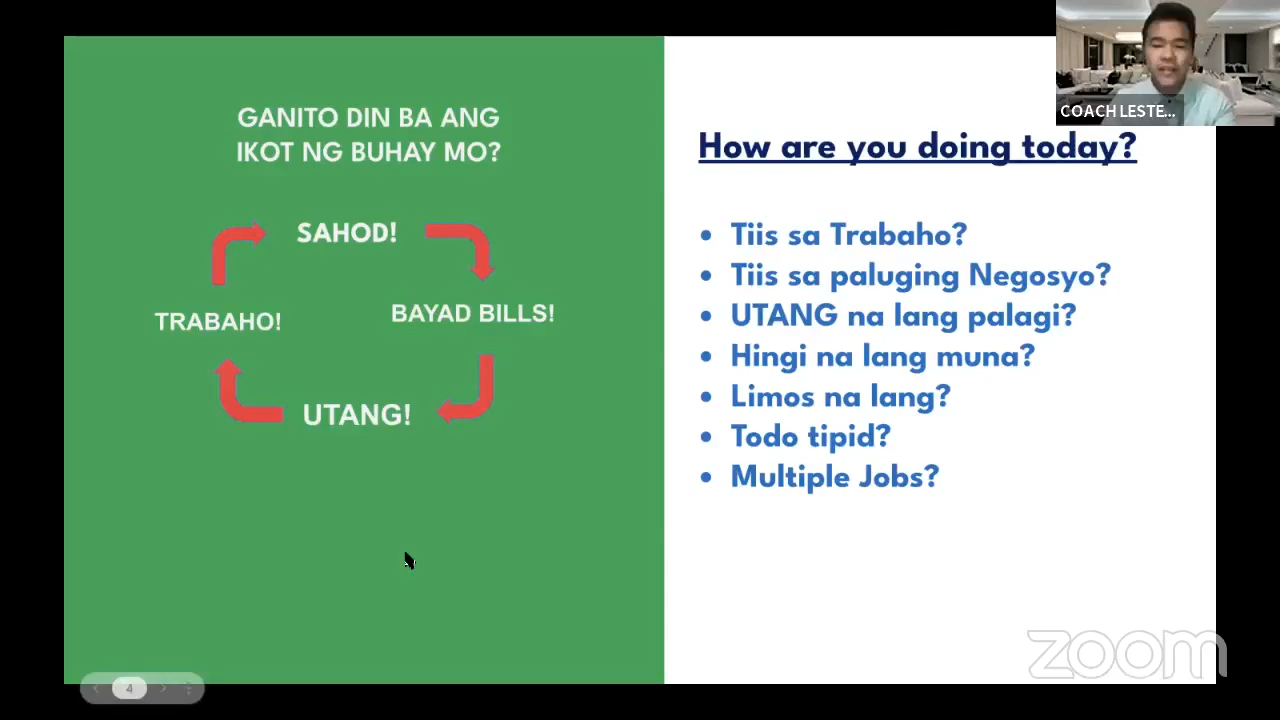 GANITO DIN BA ANG
IKOT NG BUHAY MO?
SAHOD!
BAYAD BILLS!
TRABAHO!
UTANG!
How are you doing today?
• Tiis sa Trabaho?
• Tiis sa paluging Negosyo?
• UTANG na lang palagi?
• Hingi na lang muna?
• Limos na lang?
• Todo tipid?
• Multiple Jobs?
COACH LESTE...
4
zoom